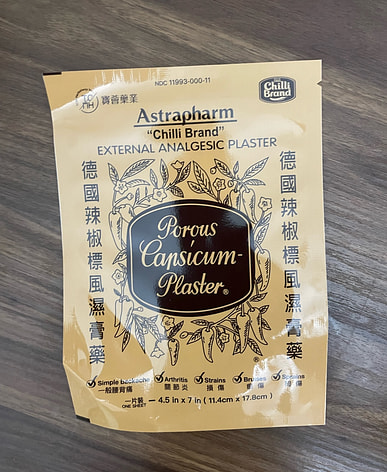 NDC 11993-000-11
寶薈藥業
Chilli
Brand
Astrapharm
"Chilli Brand"
EXTERNAL ANALGESIC PLASTER
德國辣椒標風濕膏藥
德國辣椒標風濕膏藥
Porous
Capsicum-
Plaster®
Simple backache Arthritis Strains Bruises Sprains
一般腰背痛 關節炎 損傷
一片裝
ONE SHEET — 4.5 in x 7 in (11.4cm x 17.8cm)